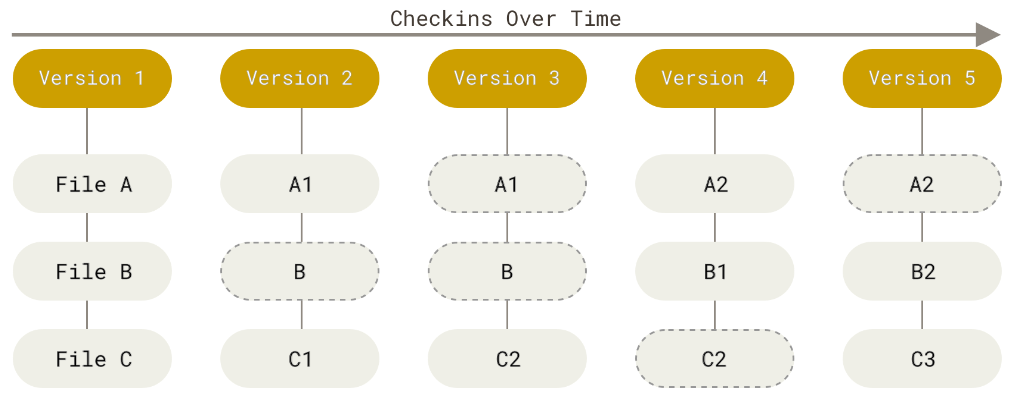 Checkins Over Time
Version 1
Version 2
Version 3
Version 4
Version 5
File A
A1
A1
A2
A2
File B
B
B
B1
B2
File C
C1
C2
C2
C3